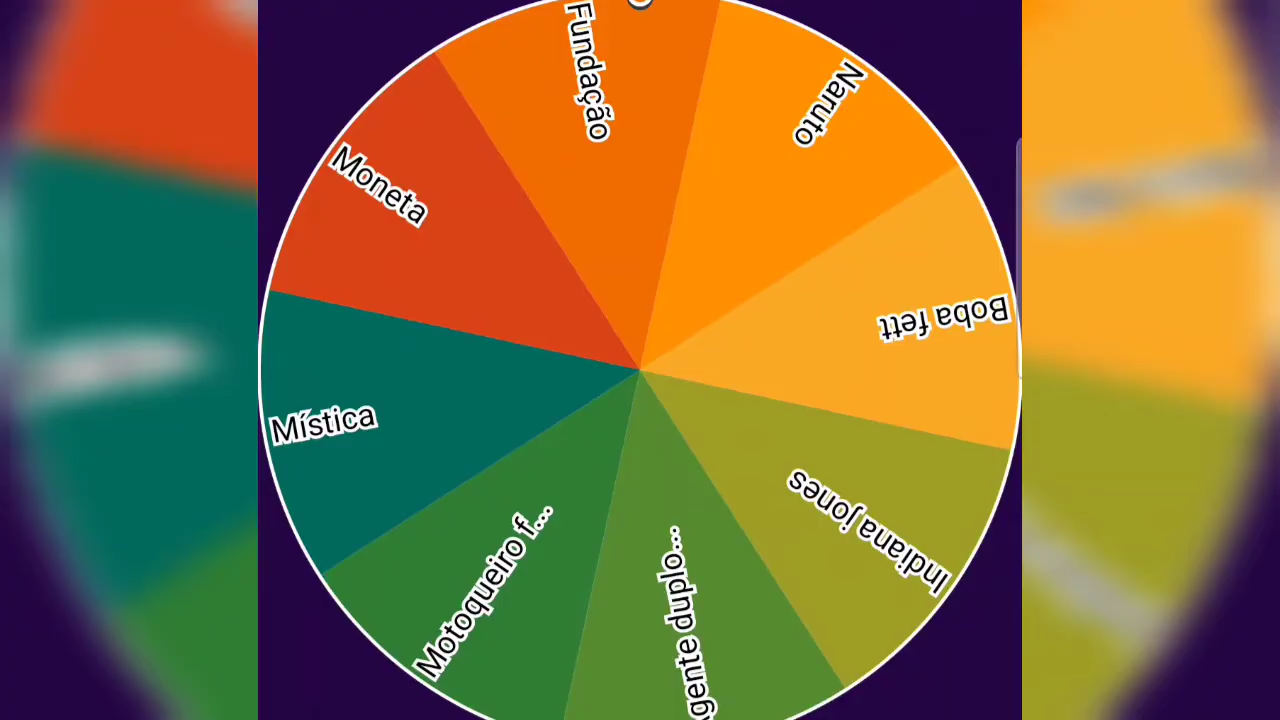 Fundação
Naruto
Boba fett
Indiana jones
gente duplo...
Motoqueiro f...
Mística
Moneta